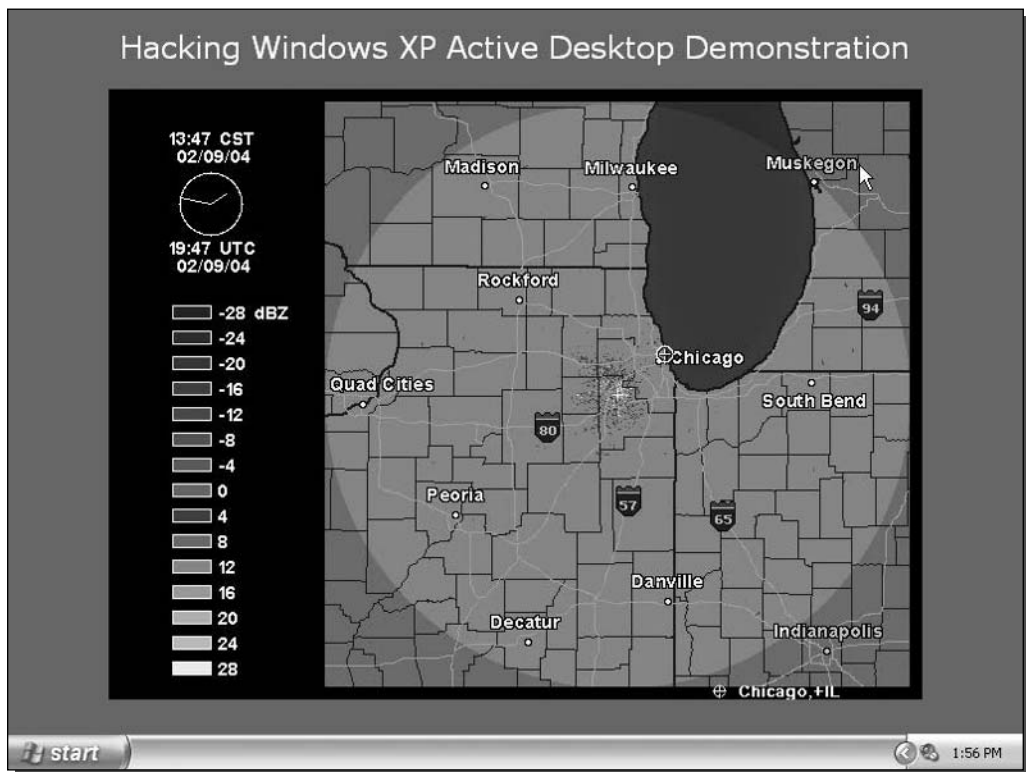 Hacking Windows XP Active Desktop Demonstration
13:47 CST
02/09/04
19:47 UTC
02/09/04
-28 dBZ
-24
-20
-16
-12
-8
-4
0
4
8
12
16
20
24
28
Madison
Milwaukee
Muskegon
Rockford
94
Chicago
Quad Cities
South Bend
80
Peoria
57
65
Danville
Decatur
Indianapolis
Chicago,+IL
start
1:56 PM